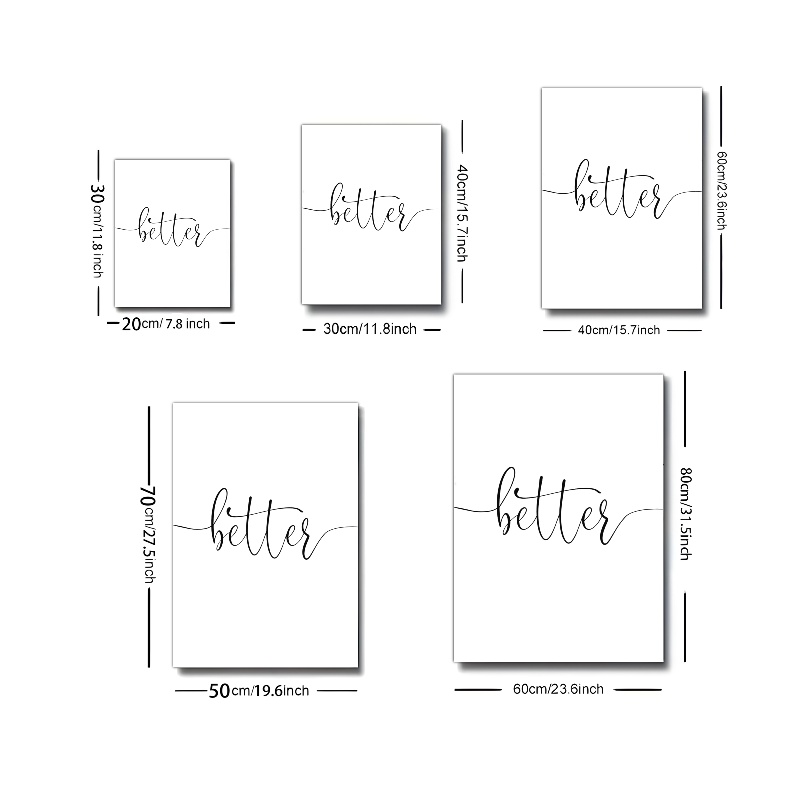 better
30cm/11.8 inch
20cm/7.8 inch
better
40cm/15.7inch
30cm/11.8inch
better
60cm/23.6inch
40cm/15.7inch
better
70cm/27.5inch
50cm/19.6inch
better
80cm/31.5inch
60cm/23.6inch